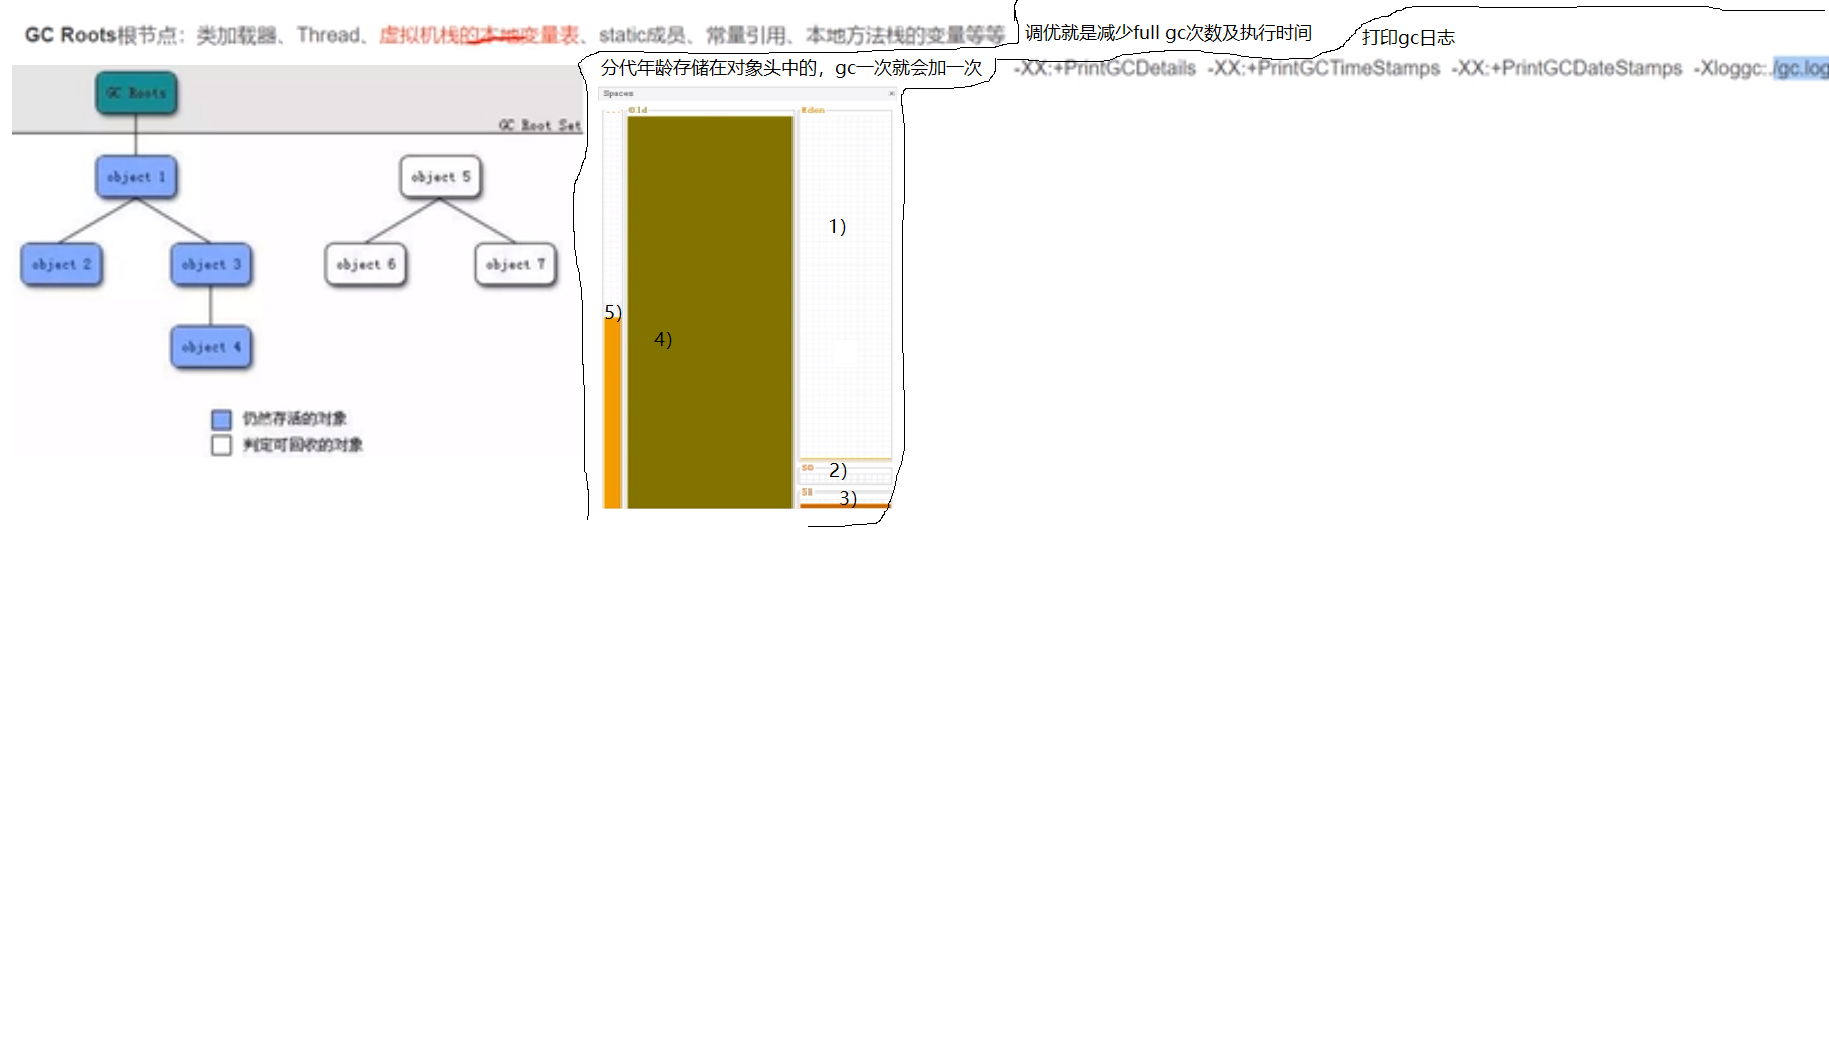 GC Roots根节点：类加载器、Thread、虚拟机栈的本地变量表、static成员、常量引用、本地方法栈的变量等等
GC Roots
GC Root Set
object 1
object 5
object 2
object 3
object 6
object 7
object 4
仍然存活的对象
判定可回收的对象
分代年龄存储在对象头中的，gc一次就会加一次
Spaces
Old
Eden
1)
5)
4)
S0
2)
S1
3)
调优就是减少full gc次数及执行时间
打印gc日志
-XX:+PrintGCDetails -XX:+PrintGCTimeStamps -XX:+PrintGCDateStamps -Xloggc:./gc.log